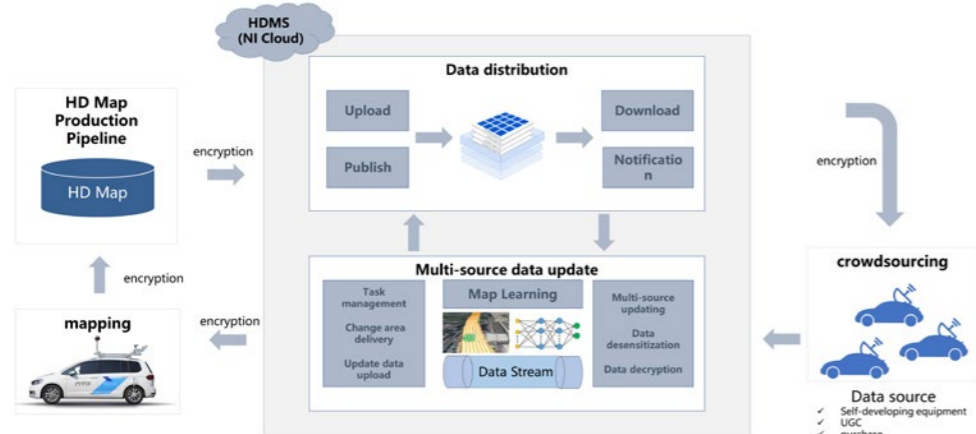 HDMS
(NI Cloud)
Data distribution
HD Map
Production
Pipeline
HD Map
encryption
Upload
Publish
Download
Notificatio
n
encryption
encryption
mapping
encryption
Multi-source data update
Task
management
Change area
delivery
Update data
upload
Map Learning
Data Stream
Multi-source
updating
Data
desensitization
Data decryption
crowdsourcing
Data source
✓ Self-developing equipment
✓ UGC